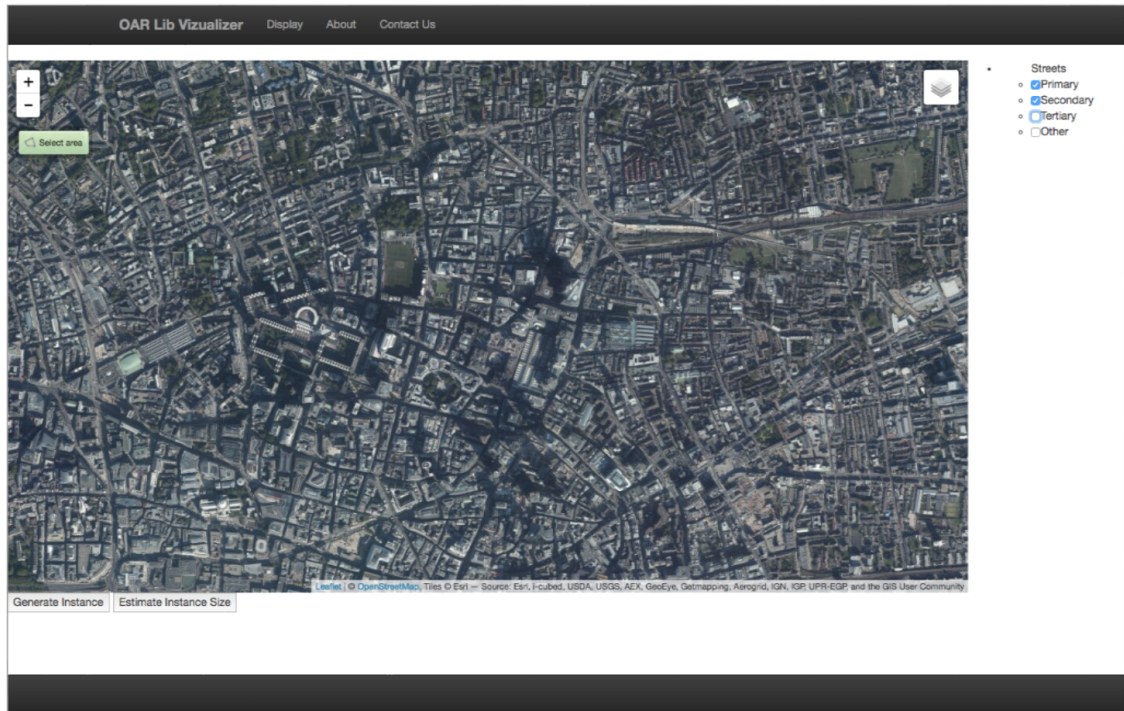 OAR Lib Vizualizer Display About Contact Us
+
−
Select area
Streets
Primary
Secondary
Tertiary
Other
Leaflet | © OpenStreetMap, Tiles © Esri — Source: Esri, i-cubed, USDA, USGS, AEX, GeoEye, Getmapping, Aerogrid, IGN, IGP, UPR-EGP, and the GIS User Community
Generate Instance Estimate Instance Size